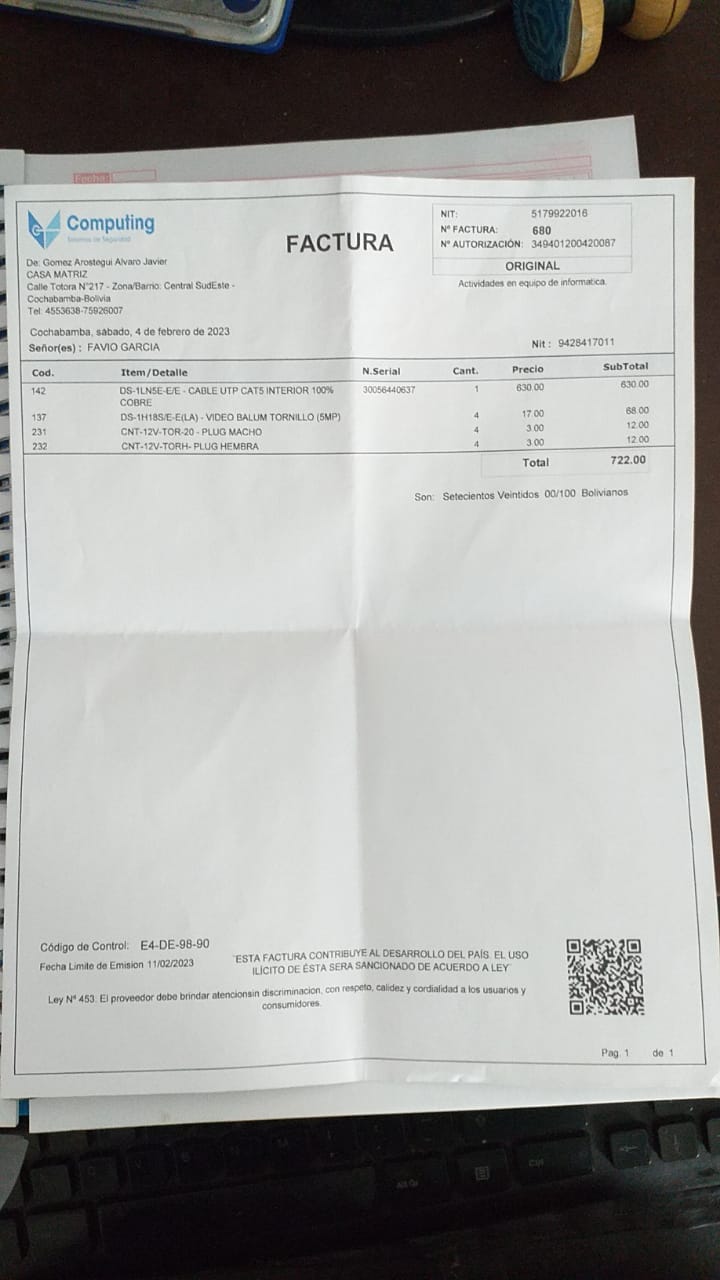 Fecha:
Computing
Sistemas de Seguridad
FACTURA
NIT: 5179922016
Nº FACTURA: 680
Nº AUTORIZACIÓN: 349401200420087
ORIGINAL
Actividades en equipo de informatica.
De: Gomez Arostegui Alvaro Javier
CASA MATRIZ
Calle Totora N°217 - Zona/Barrio: Central SudEste -
Cochabamba-Bolivia
Tel: 4553638-75926007
Cochabamba, sábado, 4 de febrero de 2023
Señor(es) : FAVIO GARCIA
Nit : 9428417011
Cod. Item/Detalle N.Serial Cant. Precio SubTotal
142 DS-1LN5E-E/E - CABLE UTP CAT5 INTERIOR 100% 30056440637 1 630.00 630.00
COBRE
137 DS-1H18S/E-E(LA) - VIDEO BALUM TORNILLO (5MP) 4 17.00 68.00
231 CNT-12V-TOR-20 - PLUG MACHO 4 3.00 12.00
232 CNT-12V-TORH- PLUG HEMBRA 4 3.00 12.00
Total 722.00
Son: Setecientos Veintidos 00/100 Bolivianos
Código de Control: E4-DE-98-90
Fecha Limite de Emision 11/02/2023
"ESTA FACTURA CONTRIBUYE AL DESARROLLO DEL PAÍS. EL USO
ILÍCITO DE ÉSTA SERA SANCIONADO DE ACUERDO A LEY"
Ley Nº 453: El proveedor debe brindar atencionsin discriminacion, con respeto, calidez y cordialidad a los usuarios y
consumidores.
Pag. 1 de 1